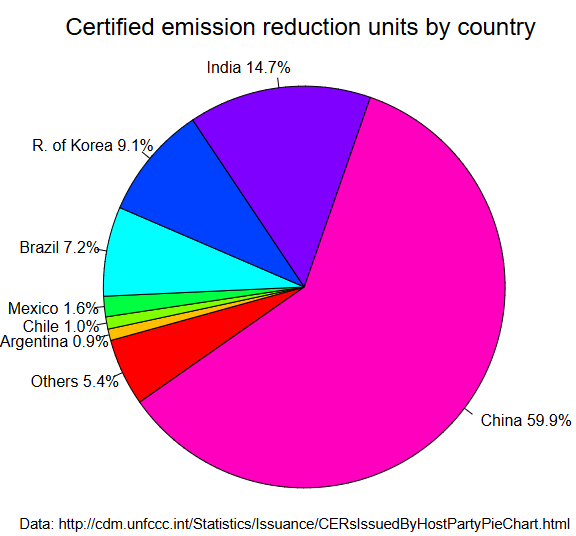 Certified emission reduction units by country
India 14.7%
R. of Korea 9.1%
Brazil 7.2%
Mexico 1.6%
Chile 1.0%
Argentina 0.9%
Others 5.4%
China 59.9%
Data: http://cdm.unfccc.int/Statistics/Issuance/CERsIssuedByHostPartyPieChart.html